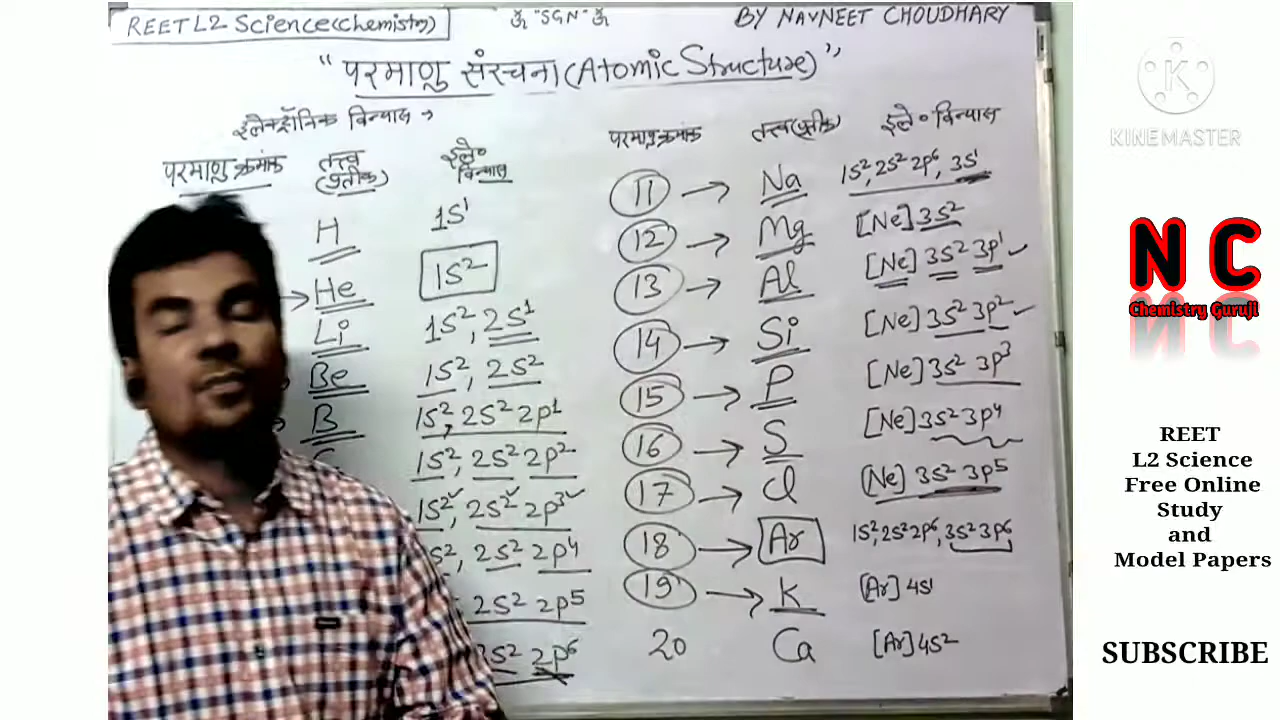 REET L2 Science(chemistry)
ॐ "SGN" ॐ
BY NAVNEET CHOUDHARY
"परमाणु संरचना(Atomic Structure)"
इलेक्ट्रॉनिक विन्यास →
परमाणु क्रमांक
तत्त्व
(प्रतीक)
इले०
विन्यास
H 1S¹
→ He 1S²
Li 1S², 2S¹
Be 1S², 2S²
B 1S², 2S² 2P¹
1S², 2S² 2P²
1S², 2S² 2P³
2S² 2P⁴
2S² 2P⁵
2S² 2P⁶
परमाणु क्रमांक तत्त्व(प्रतीक) इले० विन्यास
11 → Na 1S², 2S² 2P⁶, 3S¹
12 → Mg [Ne] 3S²
13 → Al [Ne] 3S² 3P¹
14 → Si [Ne] 3S² 3P²
15 → P [Ne] 3S² 3P³
16 → S [Ne] 3S² 3P⁴
17 → Cl [Ne] 3S² 3P⁵
18 → Ar 1S², 2S² 2P⁶, 3S² 3P⁶
19 → K [Ar] 4S¹
20 Ca [Ar] 4S²
K
KINEMASTER
N C
Chemistry Guruji
REET
L2 Science
Free Online
Study
and
Model Papers
SUBSCRIBE